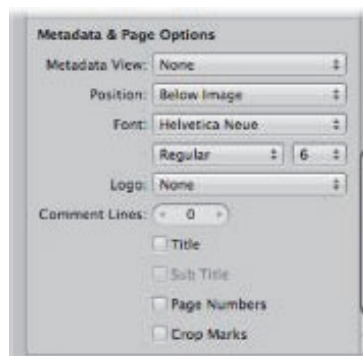 Metadata & Page Options
Metadata View: None
Position: Below Image
Font: Helvetica Neue
Regular 6
Logo: None
Comment Lines: 0
Title
Sub Title
Page Numbers
Crop Marks